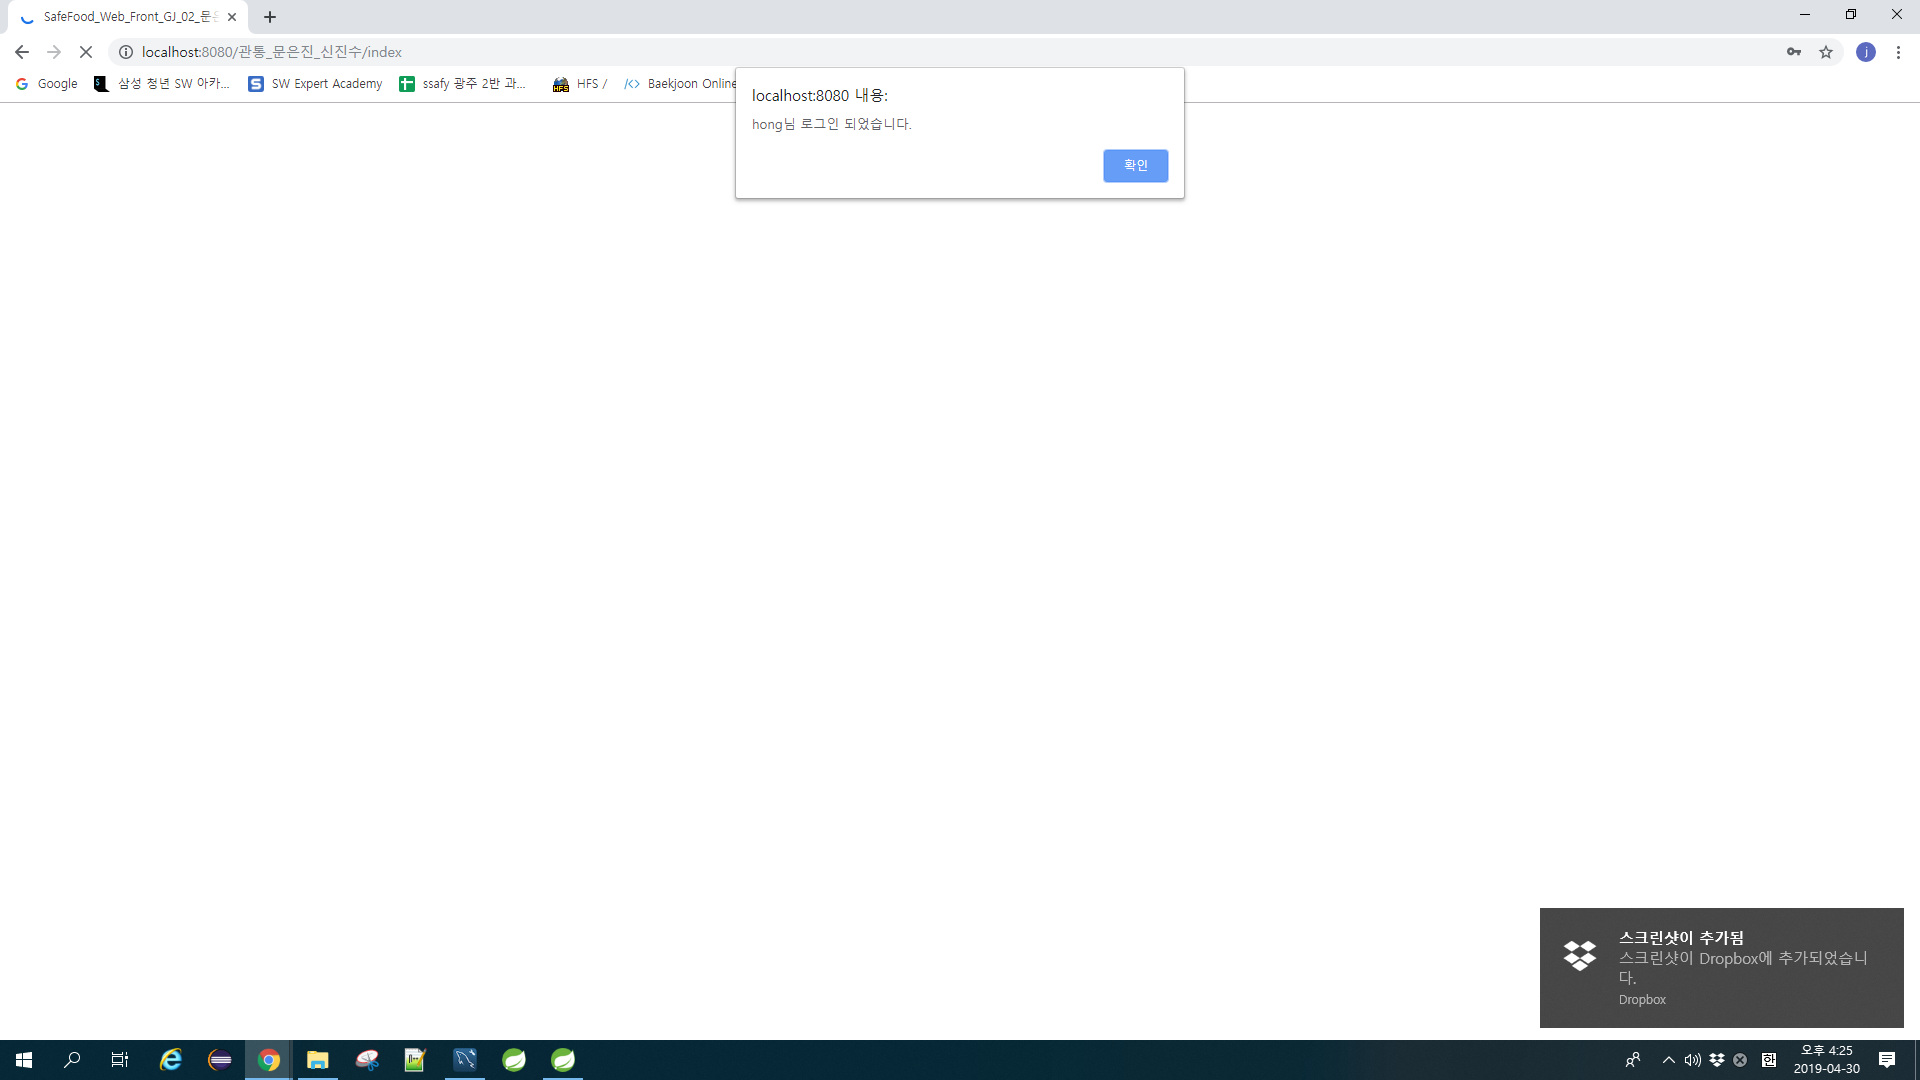 SafeFood_Web_Front_GJ_02_문은
localhost:8080/관통_문은진_신진수/index
j
Google
삼성 청년 SW 아카...
SW Expert Academy
ssafy 광주 2반 과...
HFS /
Baekjoon Online
localhost:8080 내용:
hong님 로그인 되었습니다.
확인
스크린샷이 추가됨
스크린샷이 Dropbox에 추가되었습니
다.
Dropbox
한
오후 4:25
2019-04-30